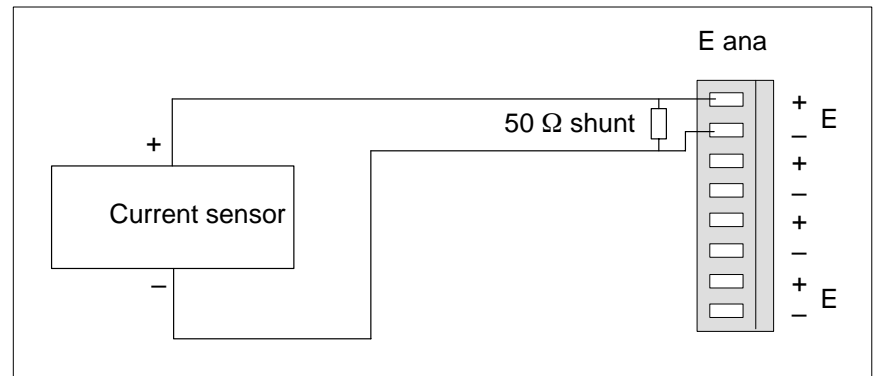 E ana
50 Ω shunt
+
–
Current sensor
–
+
–
E
+
–
+
–
+
–
E